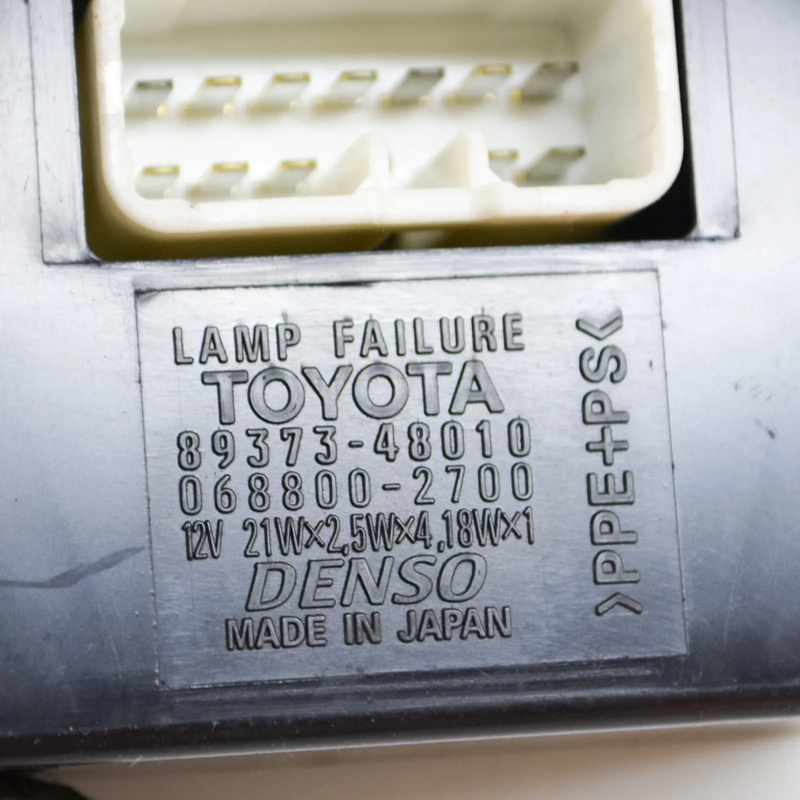 LAMP FAILURE
TOYOTA
89373-48010
068800-2700
12V 21W×2,5W×4,18W×1
DENSO
MADE IN JAPAN
>PPE+PS<